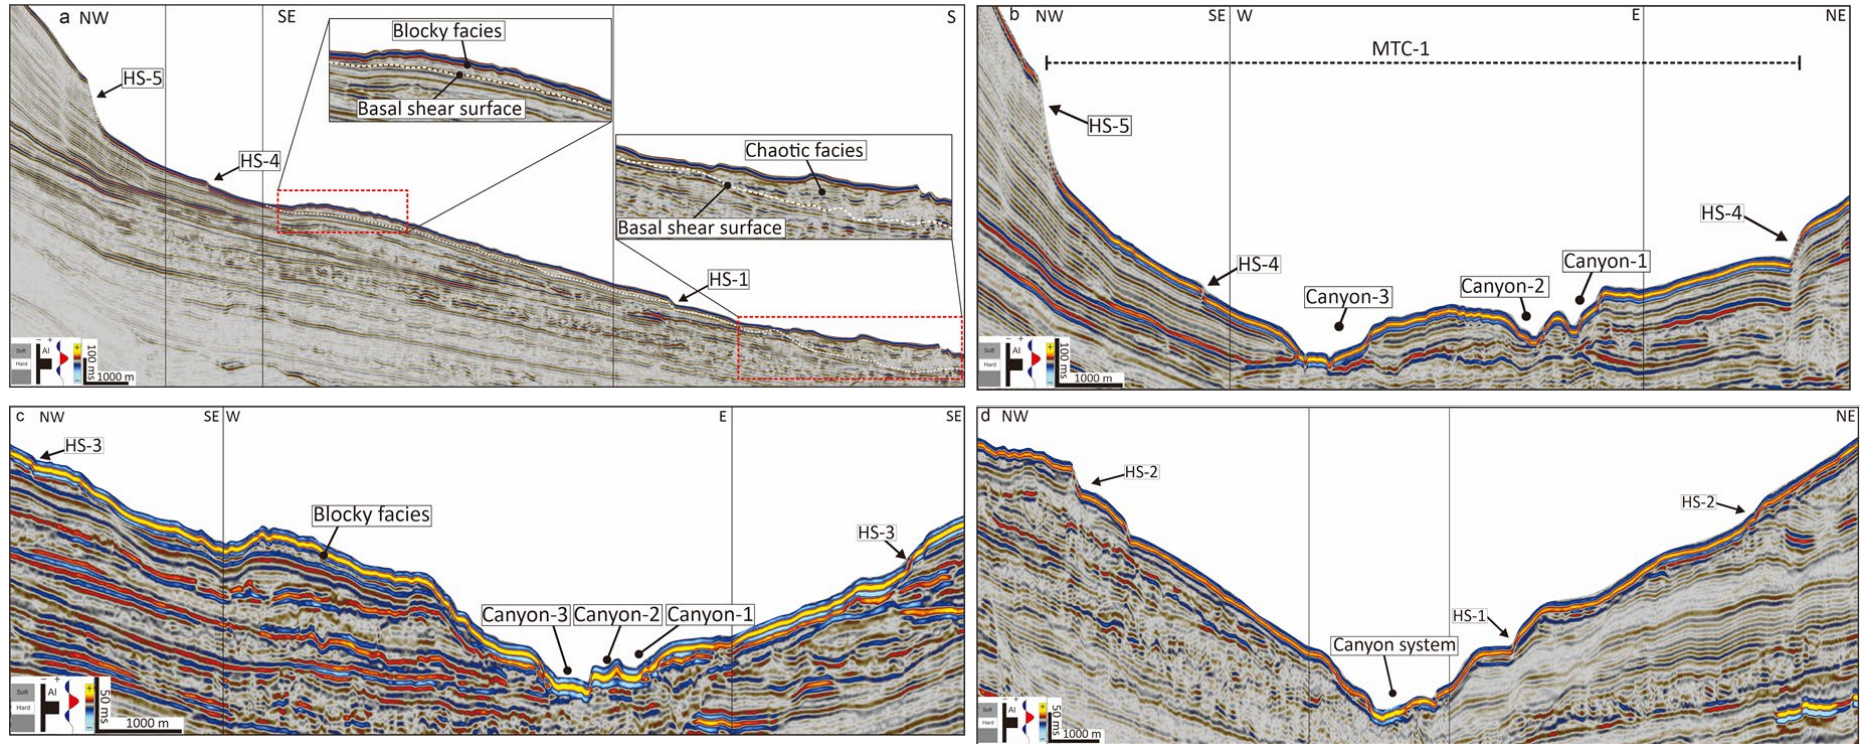 a NW SE S
Blocky facies
HS-5
Basal shear surface
HS-4
Chaotic facies
Basal shear surface
HS-1
Soft
Hard
- +
AI
+
-
100 ms
1000 m
b NW SE W E NE
MTC-1
HS-5
HS-4
HS-4
Canyon-1
Canyon-2
Canyon-3
Soft
Hard
- +
AI
+
-
100 ms
1000 m
c NW SE W E SE
HS-3
Blocky facies
HS-3
Canyon-3 Canyon-2 Canyon-1
Soft
Hard
- +
AI
+
-
50 ms
1000 m
d NW NE
HS-2
HS-2
HS-1
Canyon system
Soft
Hard
- +
AI
+
-
50 ms
1000 m